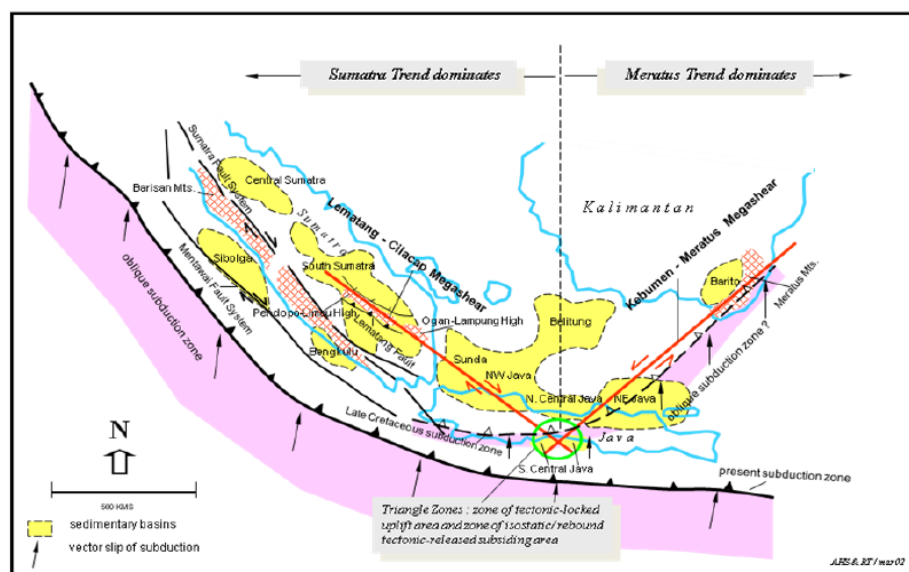 Sumatra Trend dominates
Meratus Trend dominates
Sumatra Fault System
Central Sumatra
Barisan Mts.
Sumatra
Lematang - Cilacap Megashear
Kalimantan
Kebumen - Meratus Megashear
Sibolga
South Sumatra
Barito
Meratus Mts.
oblique subduction zone
Mentawai Fault System
Pendopo-Limau High
Ogan-Lampung High
Belitung
Lematang Fault
Bengkulu
Sunda
NW Java
oblique subduction zone ?
N. Central Java
NE Java
Late Cretaceous subduction zone
Java
N
S. Central Java
present subduction zone
500 KMS
Triangle Zones : zone of tectonic-locked
uplift area and zone of isostatic/rebound
tectonic-released subsiding area
sedimentary basins
vector slip of subduction
AHS & RT / mar 02